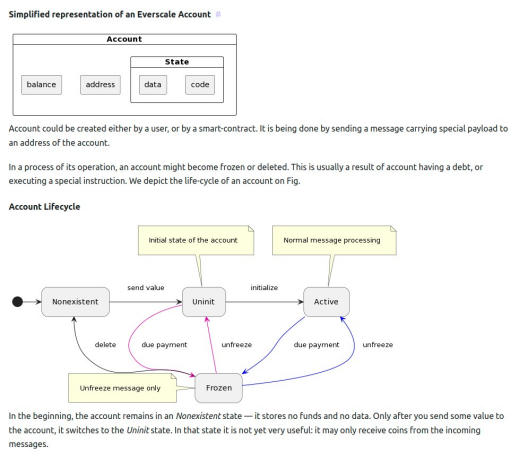 Simplified representation of an Everscale Account #
Account
State
balance
address
data
code
Account could be created either by a user, or by a smart-contract. It is being done by sending a message carrying special payload to
an address of the account.
In a process of its operation, an account might become frozen or deleted. This is usually a result of account having a debt, or
executing a special instruction. We depict the life-cycle of an account on Fig.
Account Lifecycle
Initial state of the account
Normal message processing
Nonexistent
send value
Uninit
initialize
Active
delete
due payment
unfreeze
due payment
unfreeze
Unfreeze message only
Frozen
In the beginning, the account remains in an Nonexistent state — it stores no funds and no data. Only after you send some value to
the account, it switches to the Uninit state. In that state it is not yet very useful: it may only receive coins from the incoming
messages.